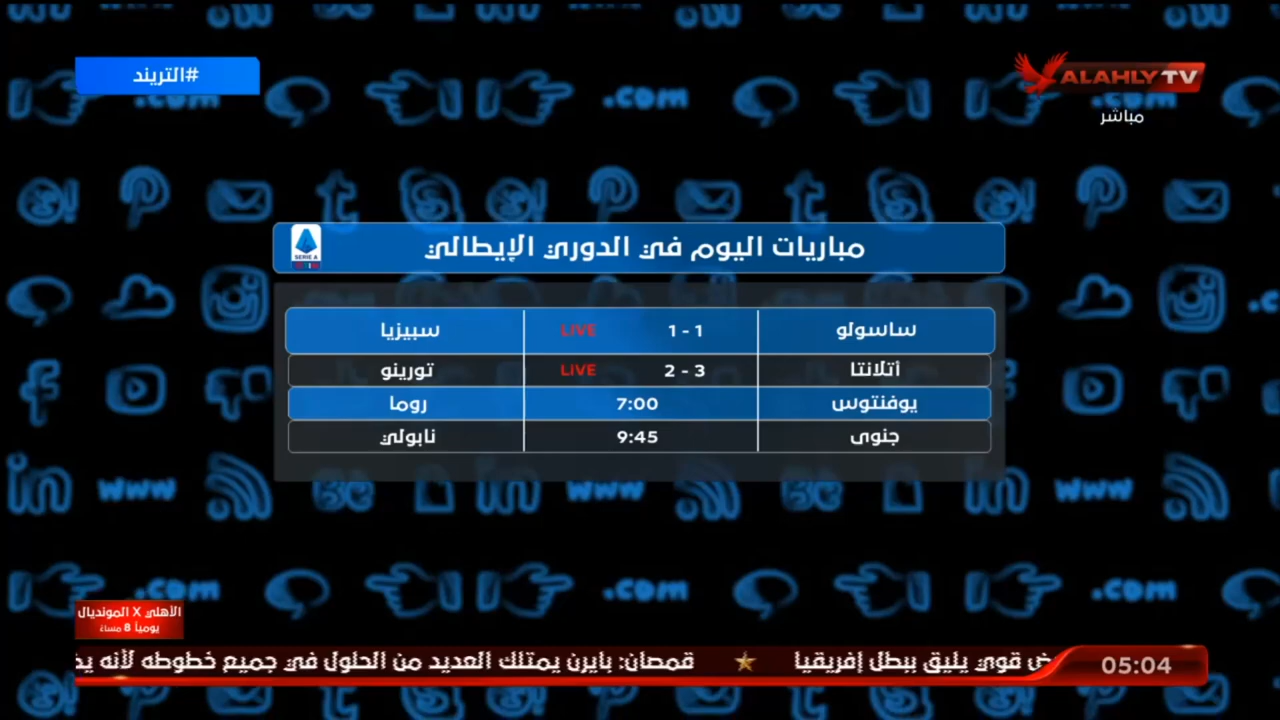 #التريند
ALAHLY TV
مباشر
مباريات اليوم في الدوري الإيطالي
SERIE A
ساسولو 1 - 1 LIVE سبيزيا
أتلانتا 3 - 2 LIVE تورينو
يوفنتوس 7:00 روما
جنوى 9:45 نابولي
الأهلي X المونديال
يومياً 8 مساءً
قوي يليق ببطل إفريقيا ★ قمصان: بايرن يمتلك العديد من الحلول في جميع خطوطه لأنه
05:04